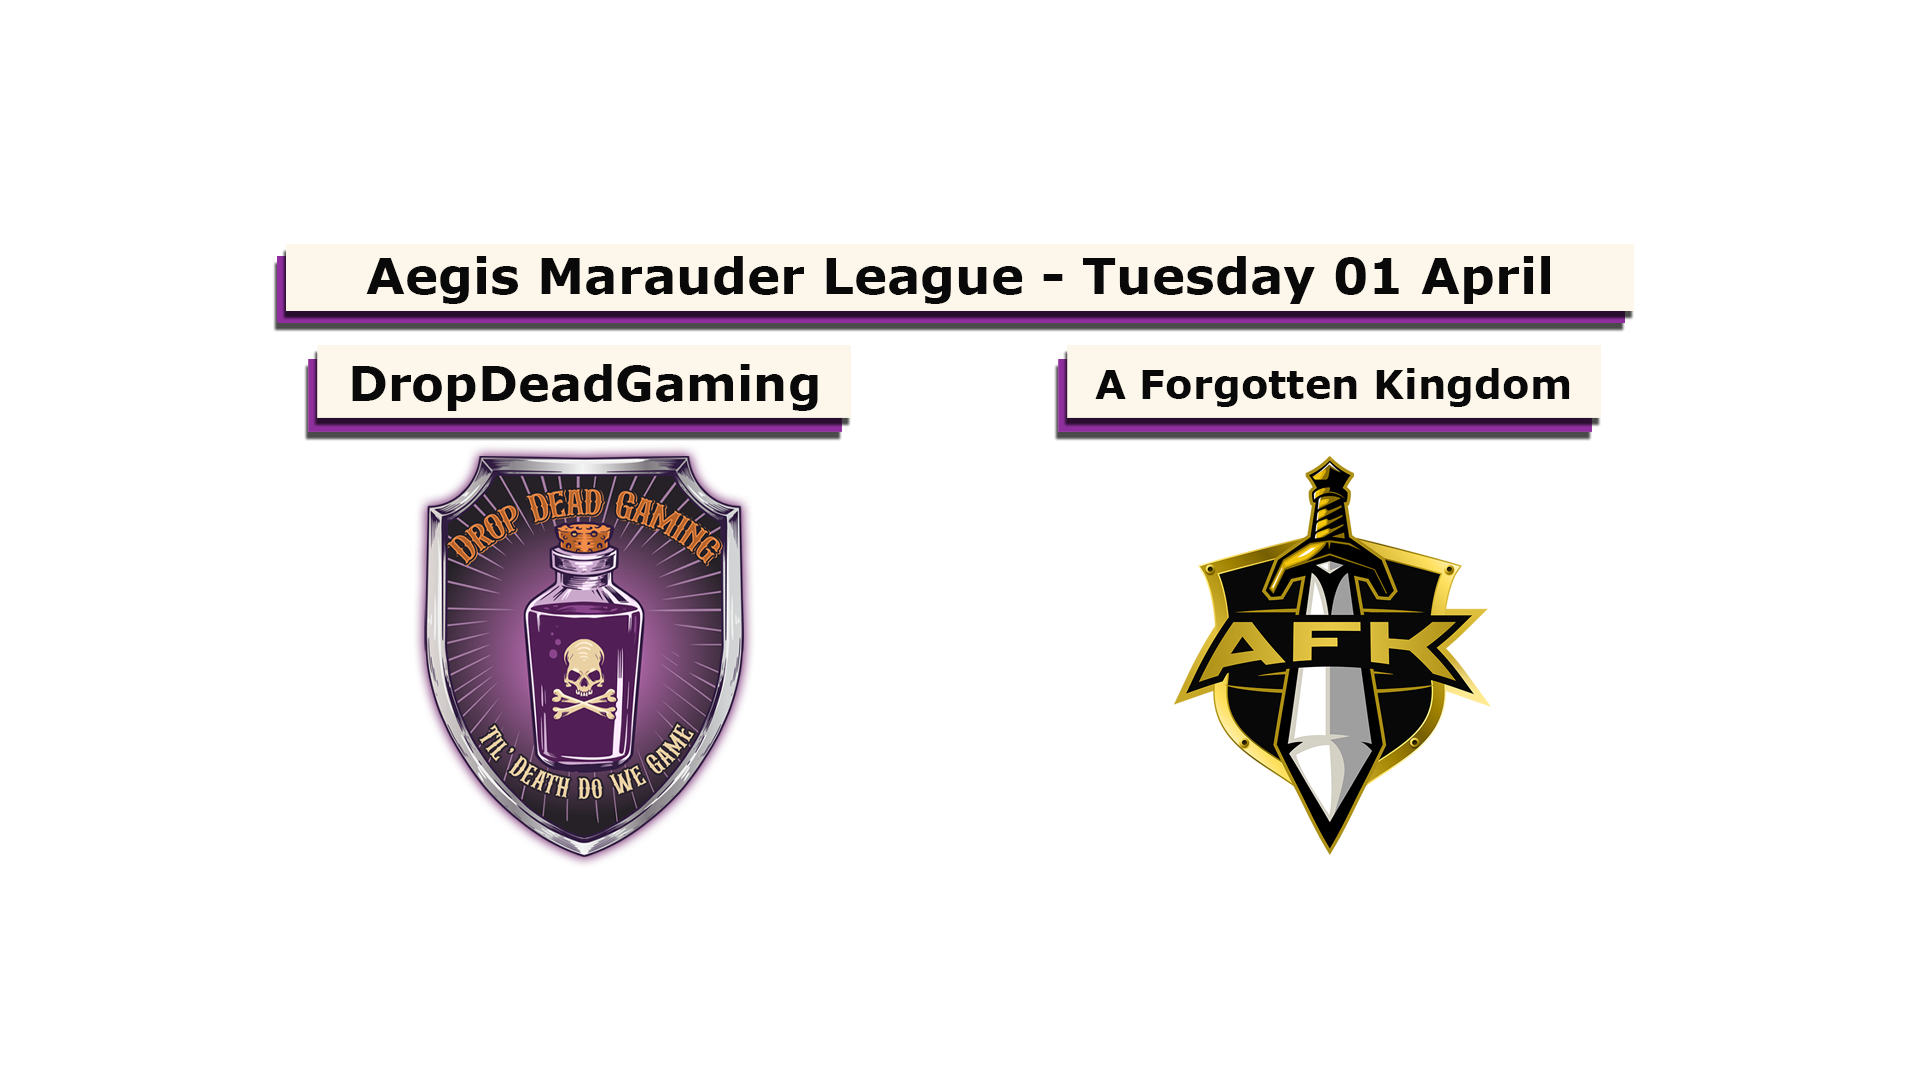 Aegis Marauder League - Tuesday 01 April
DropDeadGaming
A Forgotten Kingdom
DROP DEAD GAMING
TIL' DEATH DO WE GAME
AFK